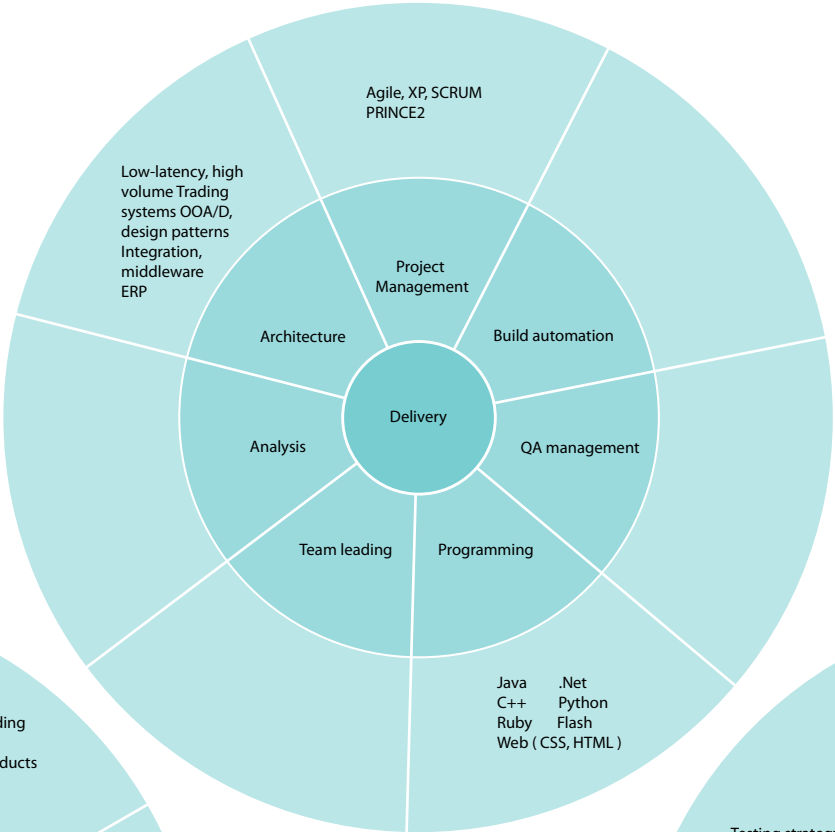 Agile, XP, SCRUM
PRINCE2
Low-latency, high
volume Trading
systems OOA/D,
design patterns
Integration,
middleware
ERP
Project
Management
Architecture
Build automation
Delivery
Analysis
QA management
Team leading
Programming
Java .Net
C++ Python
Ruby Flash
Web ( CSS, HTML )
Testing